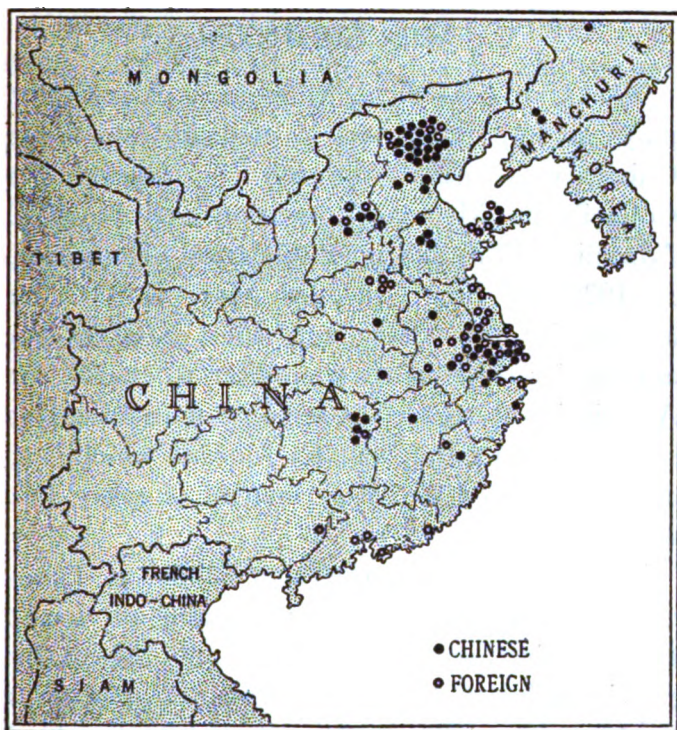 MONGOLIA
MANCHURIA
KOREA
TIBET
CHINA
FRENCH
INDO-CHINA
SIAM
CHINESE
FOREIGN